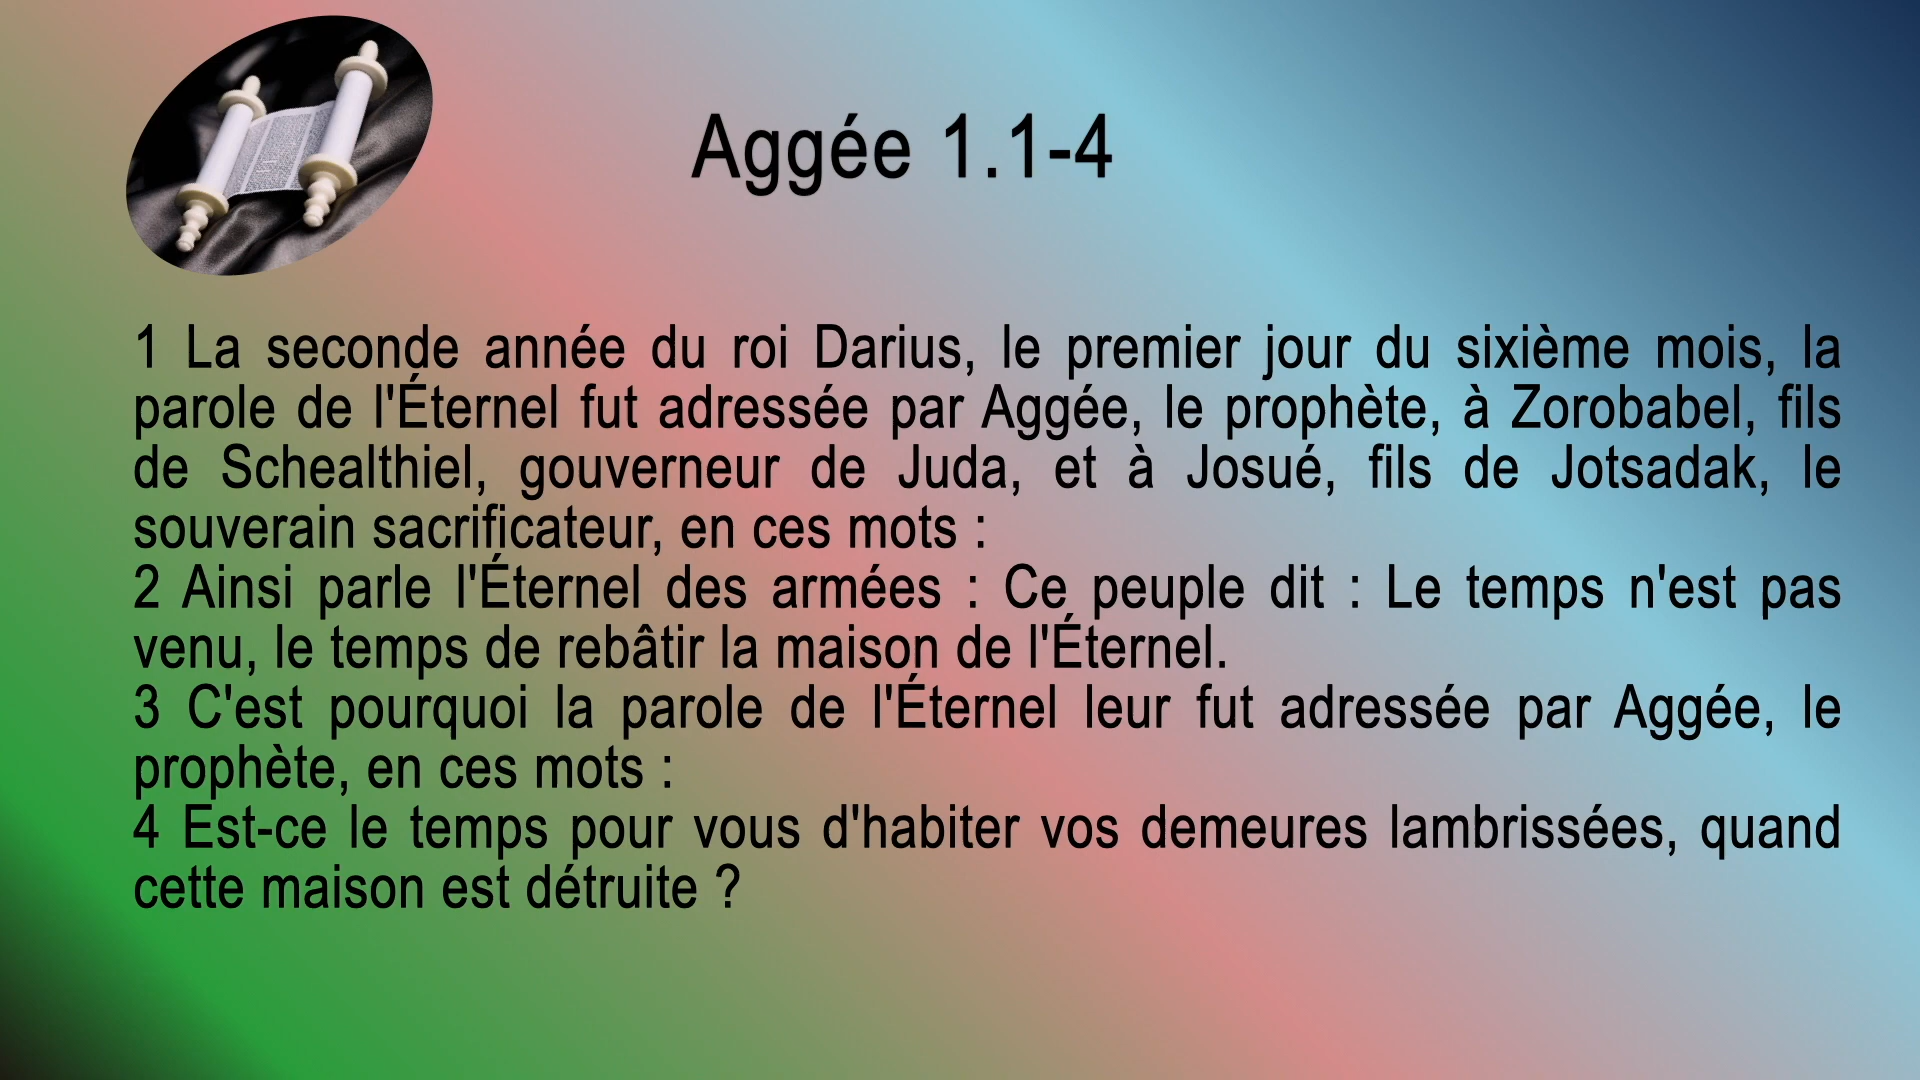 Aggée 1.1-4
1 La seconde année du roi Darius, le premier jour du sixième mois, la
parole de l'Éternel fut adressée par Aggée, le prophète, à Zorobabel, fils
de Schealthiel, gouverneur de Juda, et à Josué, fils de Jotsadak, le
souverain sacrificateur, en ces mots :
2 Ainsi parle l'Éternel des armées : Ce peuple dit : Le temps n'est pas
venu, le temps de rebâtir la maison de l'Éternel.
3 C'est pourquoi la parole de l'Éternel leur fut adressée par Aggée, le
prophète, en ces mots :
4 Est-ce le temps pour vous d'habiter vos demeures lambrissées, quand
cette maison est détruite ?